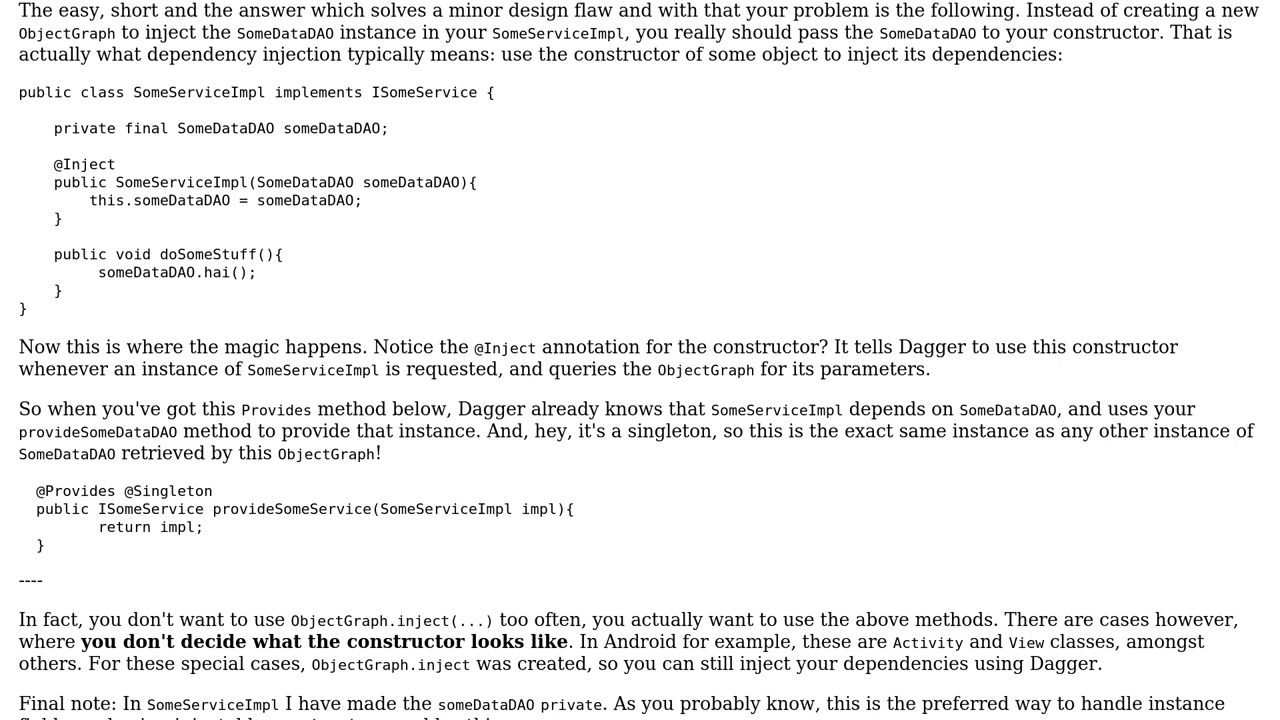 The easy, short and the answer which solves a minor design flaw and with that your problem is the following. Instead of creating a new
ObjectGraph to inject the SomeDataDAO instance in your SomeServiceImpl, you really should pass the SomeDataDAO to your constructor. That is
actually what dependency injection typically means: use the constructor of some object to inject its dependencies:
public class SomeServiceImpl implements ISomeService {
private final SomeDataDAO someDataDAO;
@Inject
public SomeServiceImpl(SomeDataDAO someDataDAO){
this.someDataDAO = someDataDAO;
}
public void doSomeStuff(){
someDataDAO.hai();
}
}
Now this is where the magic happens. Notice the @Inject annotation for the constructor? It tells Dagger to use this constructor
whenever an instance of SomeServiceImpl is requested, and queries the ObjectGraph for its parameters.
So when you've got this Provides method below, Dagger already knows that SomeServiceImpl depends on SomeDataDAO, and uses your
provideSomeDataDAO method to provide that instance. And, hey, it's a singleton, so this is the exact same instance as any other instance of
SomeDataDAO retrieved by this ObjectGraph!
@Provides @Singleton
public ISomeService provideSomeService(SomeServiceImpl impl){
return impl;
}
----
In fact, you don't want to use ObjectGraph.inject(...) too often, you actually want to use the above methods. There are cases however,
where you don't decide what the constructor looks like. In Android for example, these are Activity and View classes, amongst
others. For these special cases, ObjectGraph.inject was created, so you can still inject your dependencies using Dagger.
Final note: In SomeServiceImpl I have made the someDataDAO private. As you probably know, this is the preferred way to handle instance